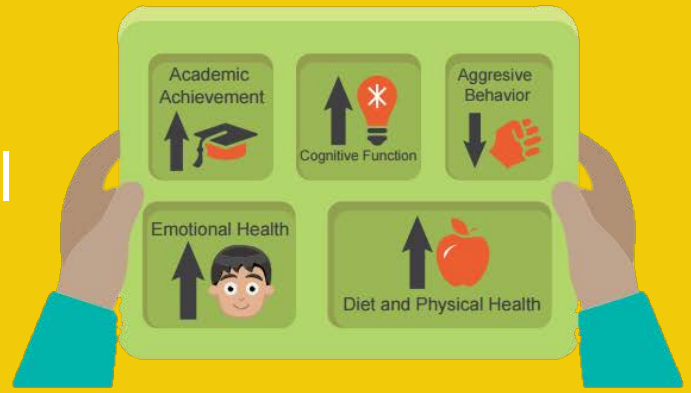 Academic
Achievement
Cognitive Function
Aggresive
Behavior
Emotional Health
Diet and Physical Health